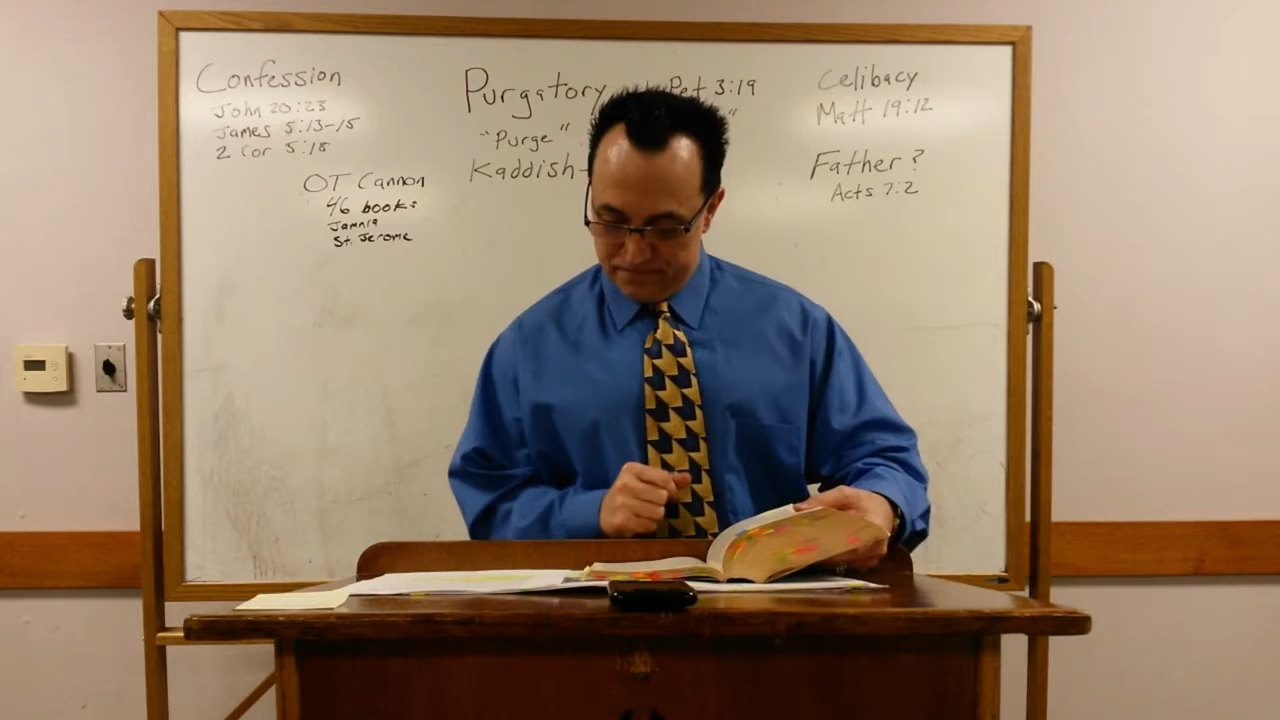 Confession
John 20:23
James 5:13-15
2 Cor 5:18
OT Cannon
46 books
Jamnia
St. Jerome
Purgatory Pet 3:19
"Purge" "
Kaddish-
Celibacy
Matt 19:12
Father?
Acts 7:2